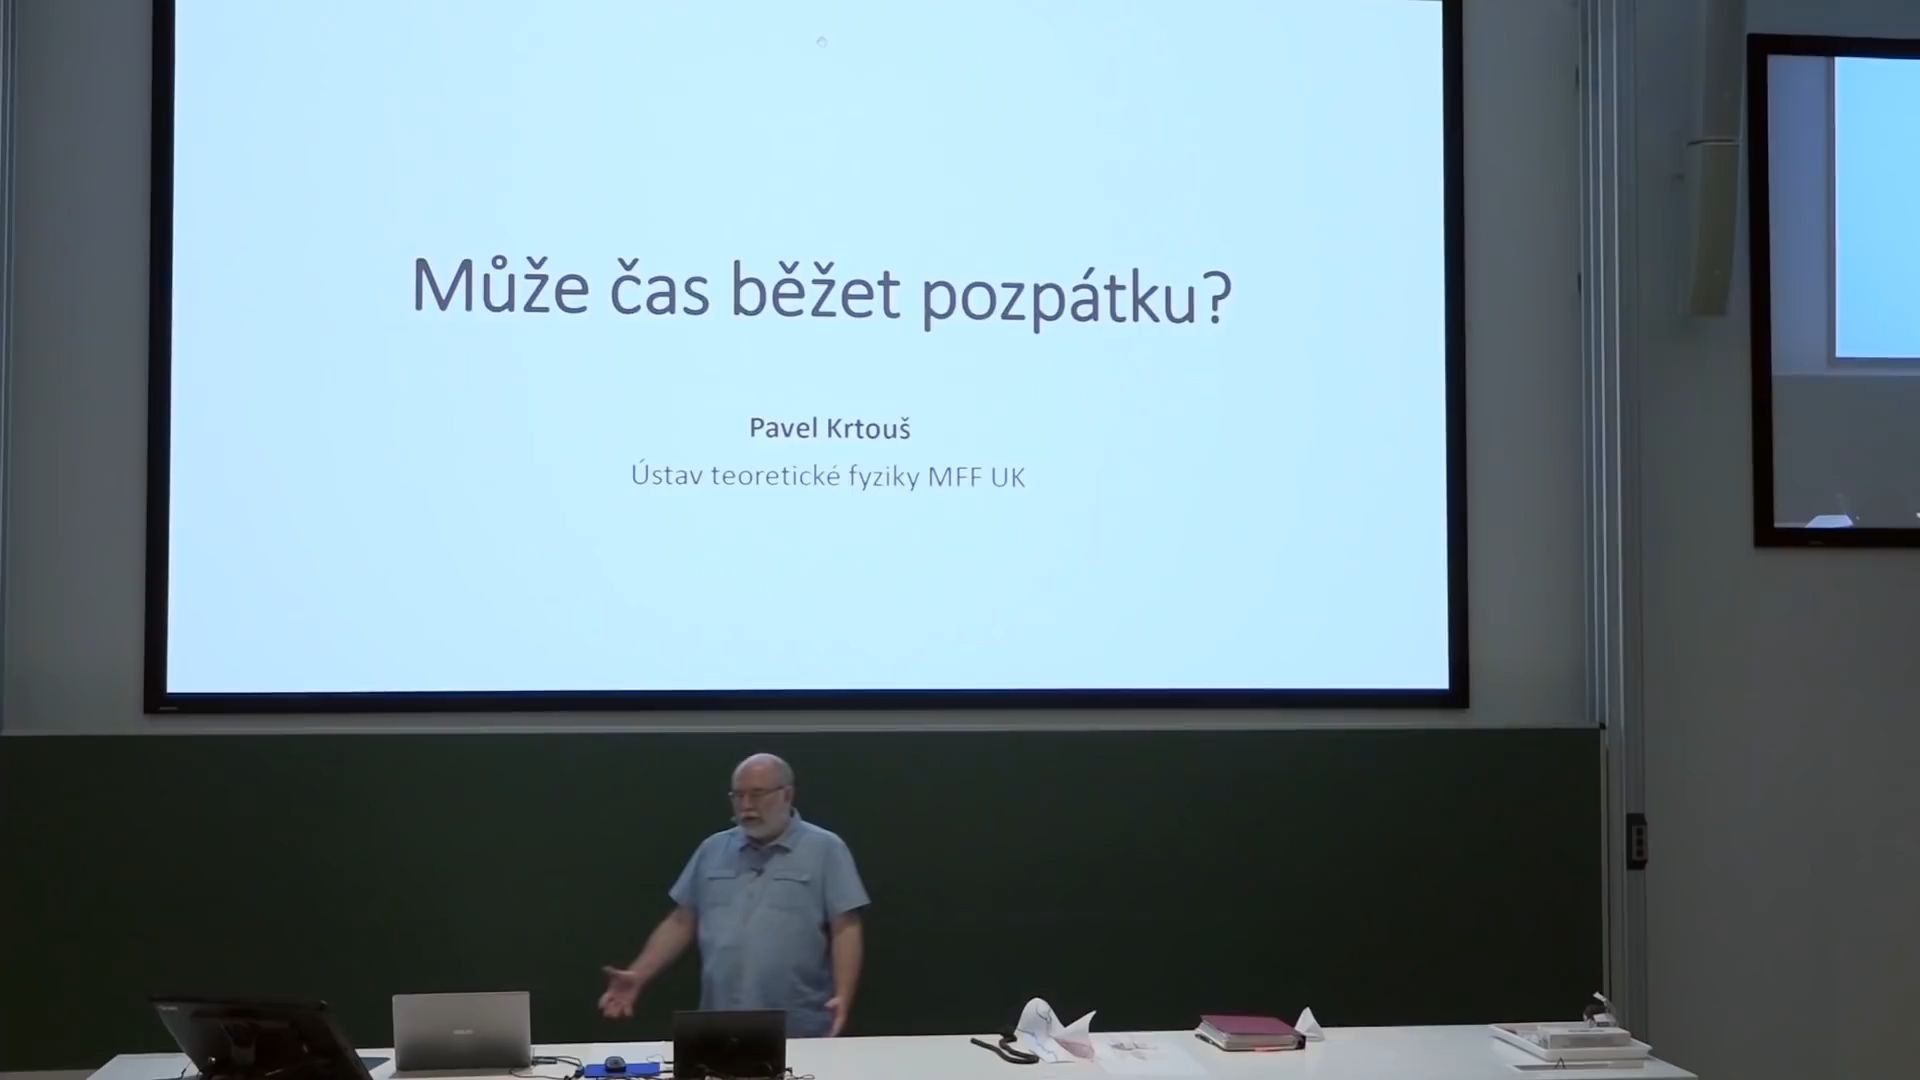 Může čas běžet pozpátku?
Pavel Krtouš
Ústav teoretické fyziky MFF UK